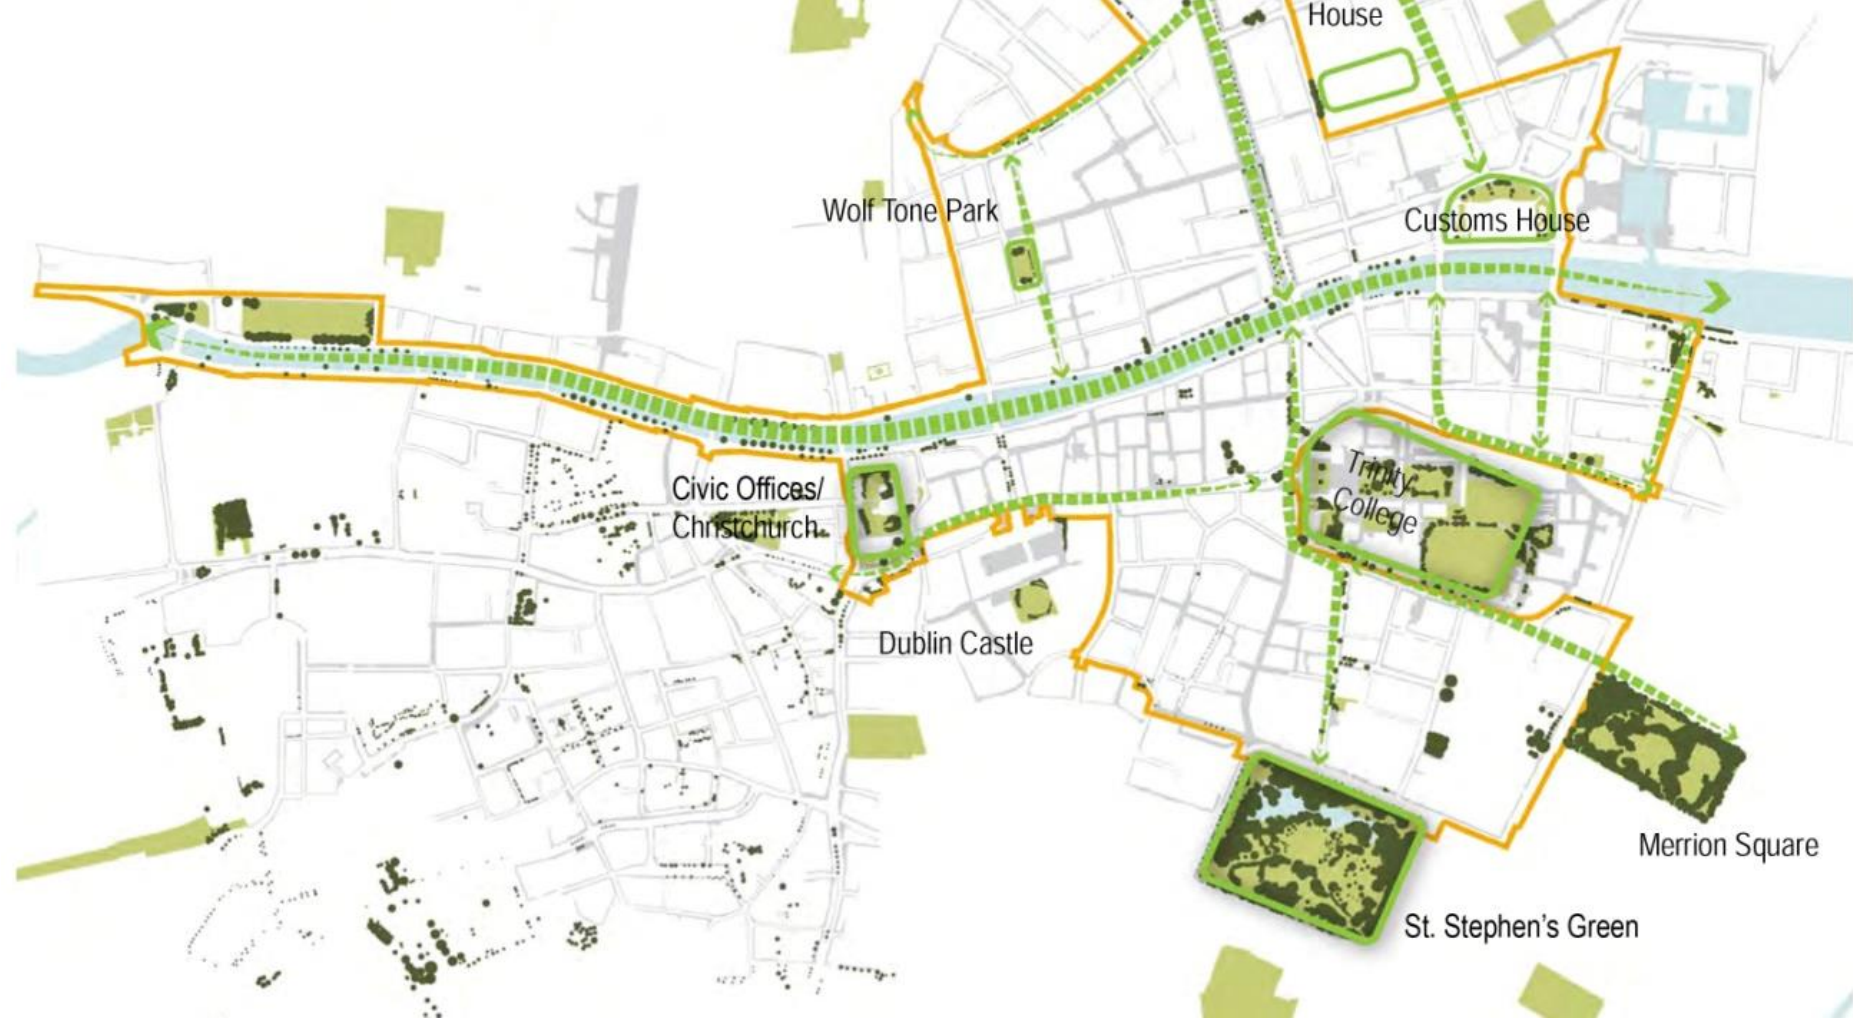 House
Wolf Tone Park
Customs House
Civic Offices/
Christchurch
Trinity
College
Dublin Castle
Merrion Square
St. Stephen's Green